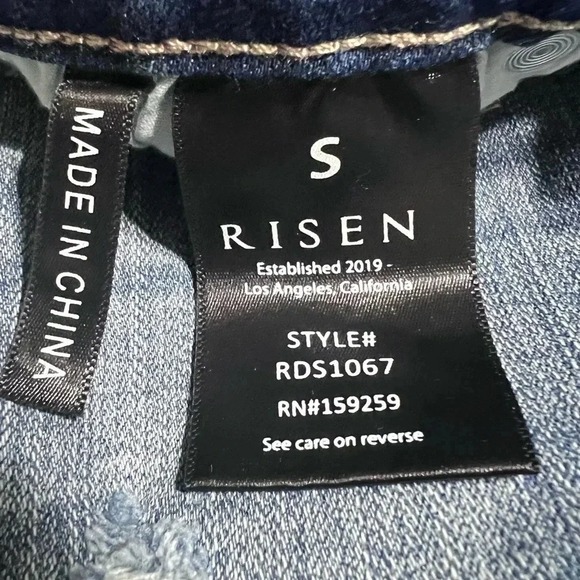 MADE IN CHINA
S
RISEN
Established 2019 -
Los Angeles, California
STYLE#
RDS1067
RN#159259
See care on reverse